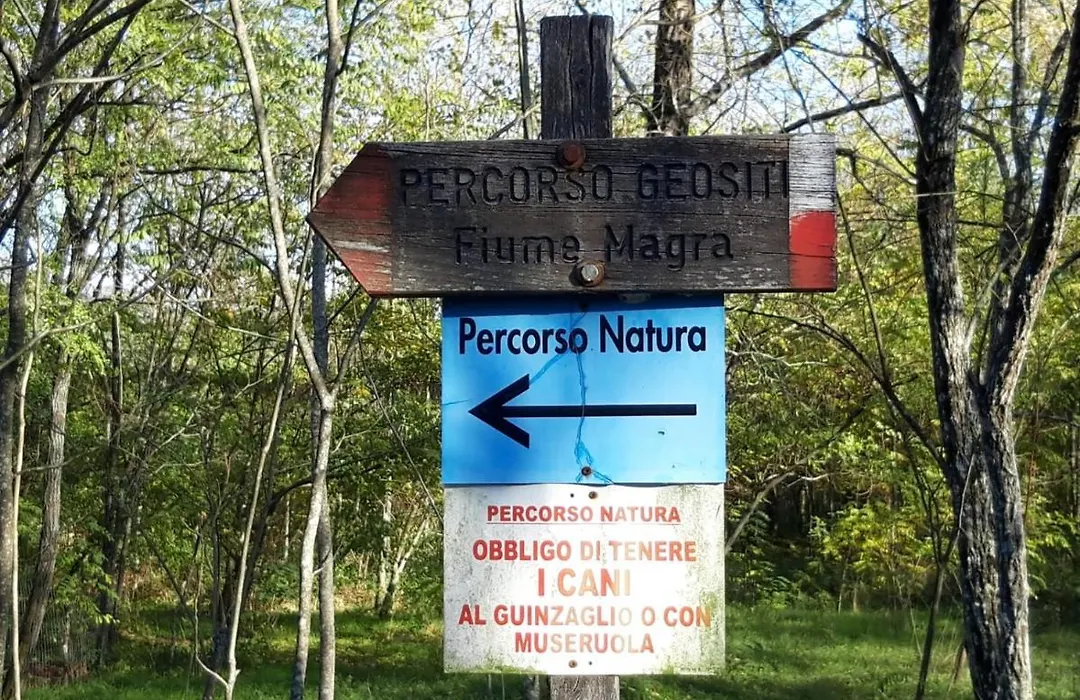 PERCORSO GEOSITI
Fiume Magra
Percorso Natura
PERCORSO NATURA
OBBLIGO DI TENERE
I CANI
AL GUINZAGLIO O CON
MUSERUOLA